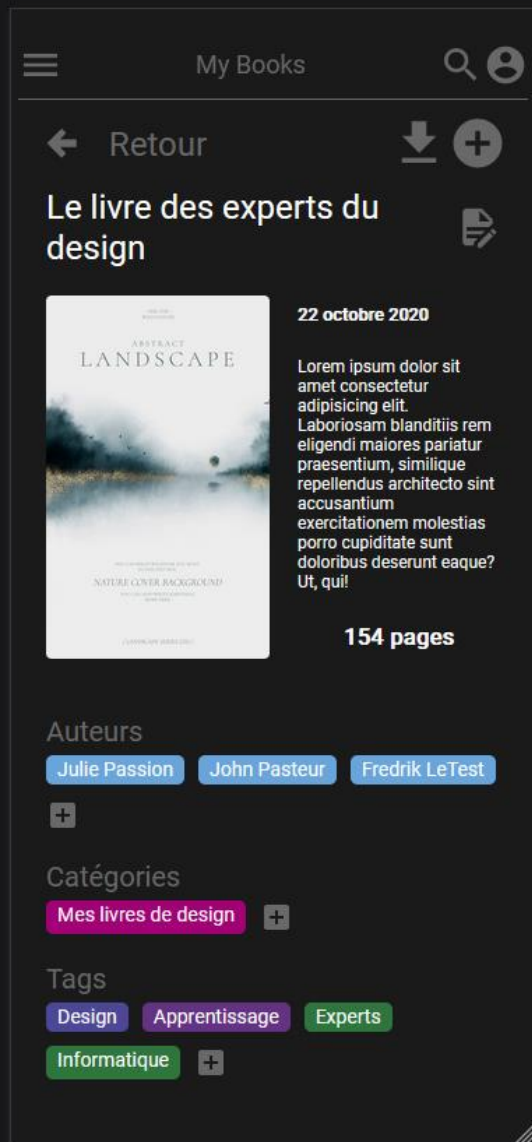 My Books
Retour
Le livre des experts du
design
ABSTRACT
LANDSCAPE
NATURE COVER BACKGROUND
22 octobre 2020
Lorem ipsum dolor sit
amet consectetur
adipisicing elit.
Laboriosam blanditiis rem
eligendi maiores pariatur
praesentium, similique
repellendus architecto sint
accusantium
exercitationem molestias
porro cupiditate sunt
doloribus deserunt eaque?
Ut, qui!
154 pages
Auteurs
Julie Passion John Pasteur Fredrik LeTest
Catégories
Mes livres de design
Tags
Design Apprentissage Experts
Informatique